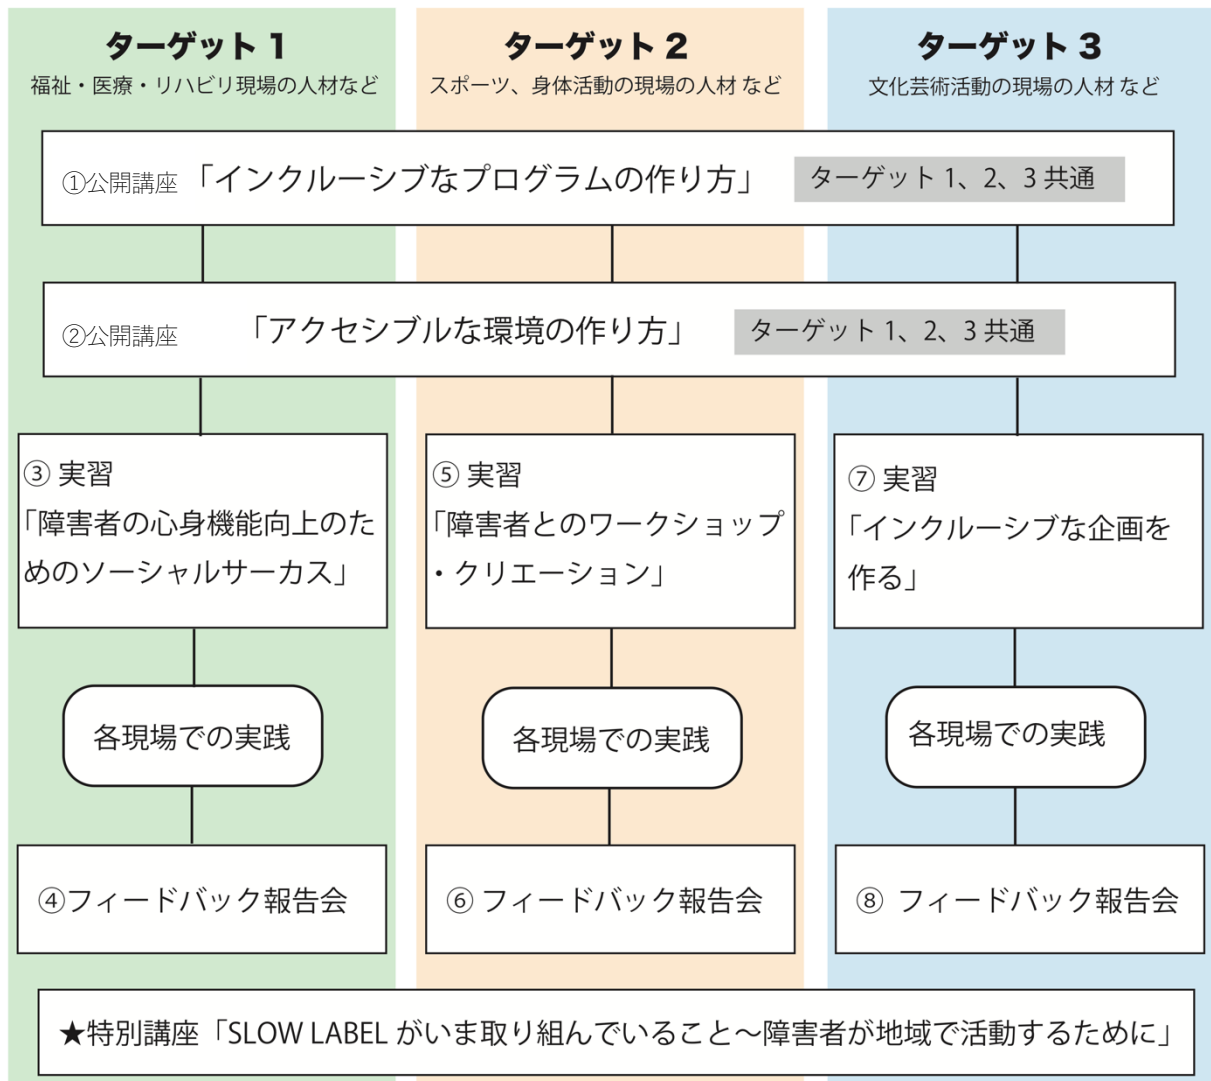 ターゲット 1
福祉・医療・リハビリ現場の人材など
ターゲット 2
スポーツ、身体活動の現場の人材 など
ターゲット 3
文化芸術活動の現場の人材 など
①公開講座 「インクルーシブなプログラムの作り方」 ターゲット 1、2、3 共通
②公開講座 「アクセシブルな環境の作り方」 ターゲット 1、2、3 共通
③ 実習
「障害者の心身機能向上のた
めのソーシャルサーカス」
⑤ 実習
「障害者とのワークショップ
・クリエーション」
⑦ 実習
「インクルーシブな企画を
作る」
各現場での実践
各現場での実践
各現場での実践
④フィードバック報告会
⑥ フィードバック報告会
⑧ フィードバック報告会
★特別講座「SLOW LABEL がいま取り組んでいること〜障害者が地域で活動するために」